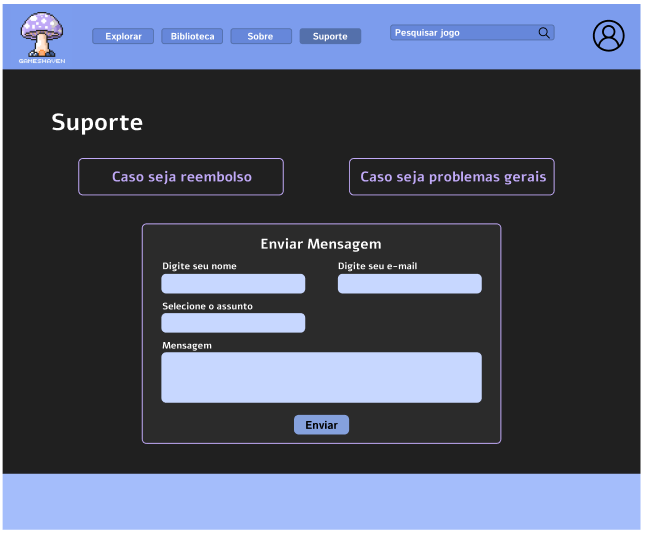 GAMESHAVEN
Explorar
Biblioteca
Sobre
Suporte
Pesquisar jogo
Suporte
Caso seja reembolso
Caso seja problemas gerais
Enviar Mensagem
Digite seu nome
Digite seu e-mail
Selecione o assunto
Mensagem
Enviar